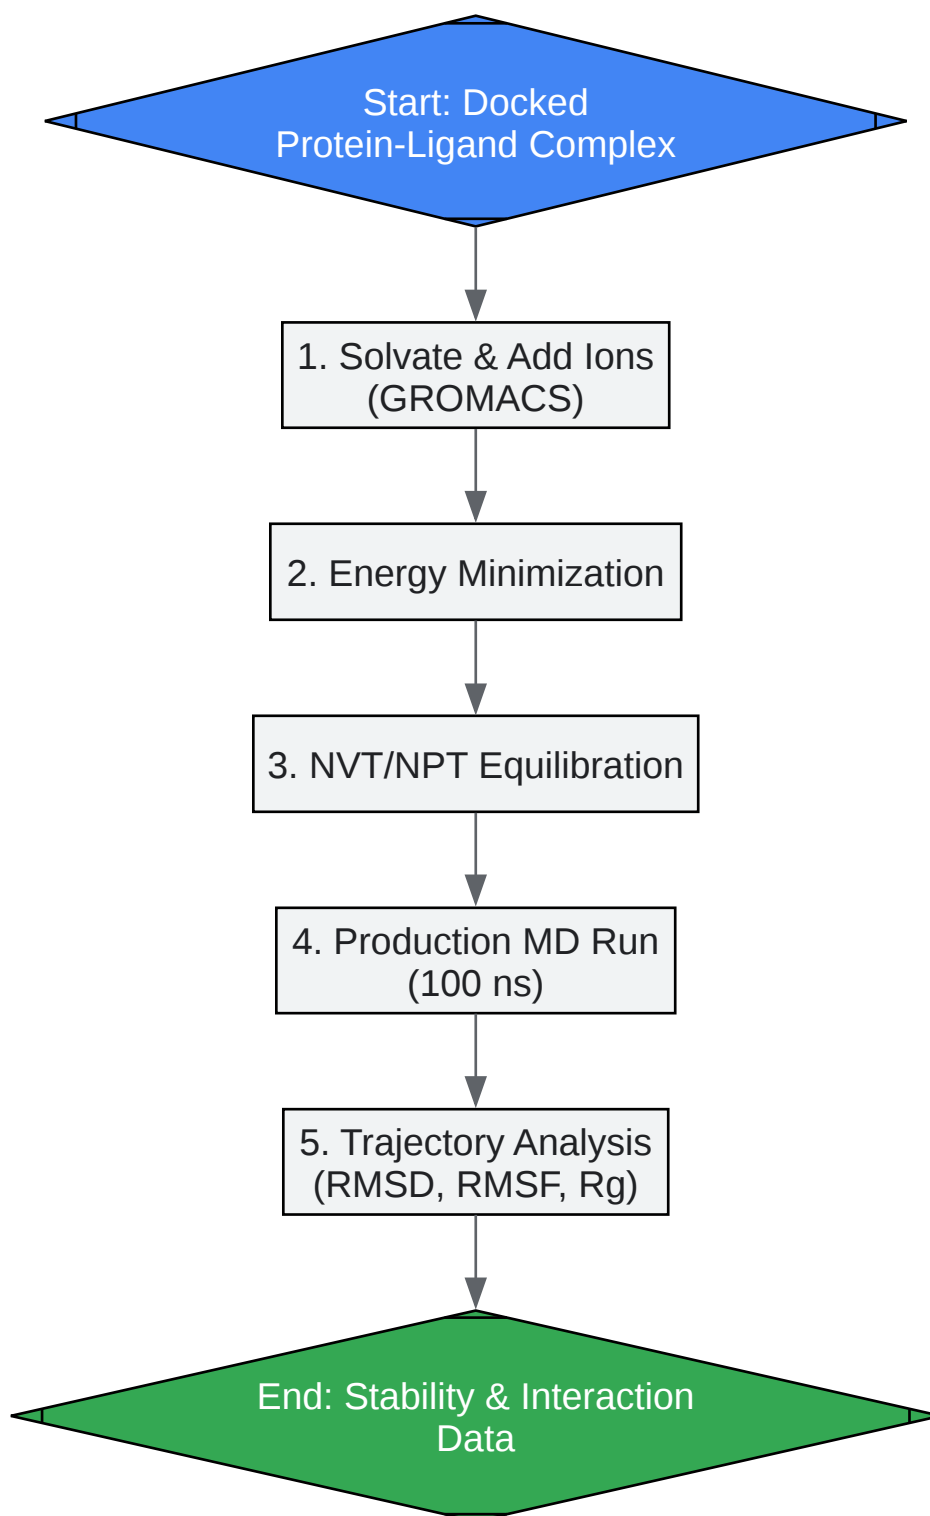 Start: Docked
Protein-Ligand Complex
1. Solvate & Add Ions
(GROMACS)
2. Energy Minimization
3. NVT/NPT Equilibration
4. Production MD Run
(100 ns)
5. Trajectory Analysis
(RMSD, RMSF, Rg)
End: Stability & Interaction
Data